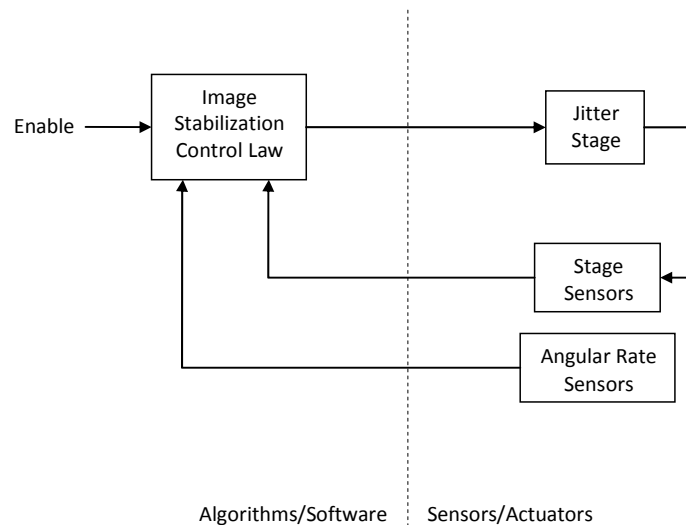 Image
Stabilization
Control Law
Enable
Jitter
Stage
Stage
Sensors
Angular Rate
Sensors
Algorithms/Software
Sensors/Actuators